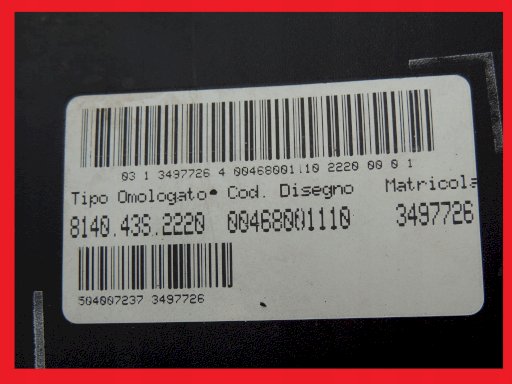 03 1 3497726 4 00468001110 2220 00 0 1
Tipo Omologato• Cod. Disegno Matricola
8140.43S.2220 00468001110 3497726
504007237 3497726